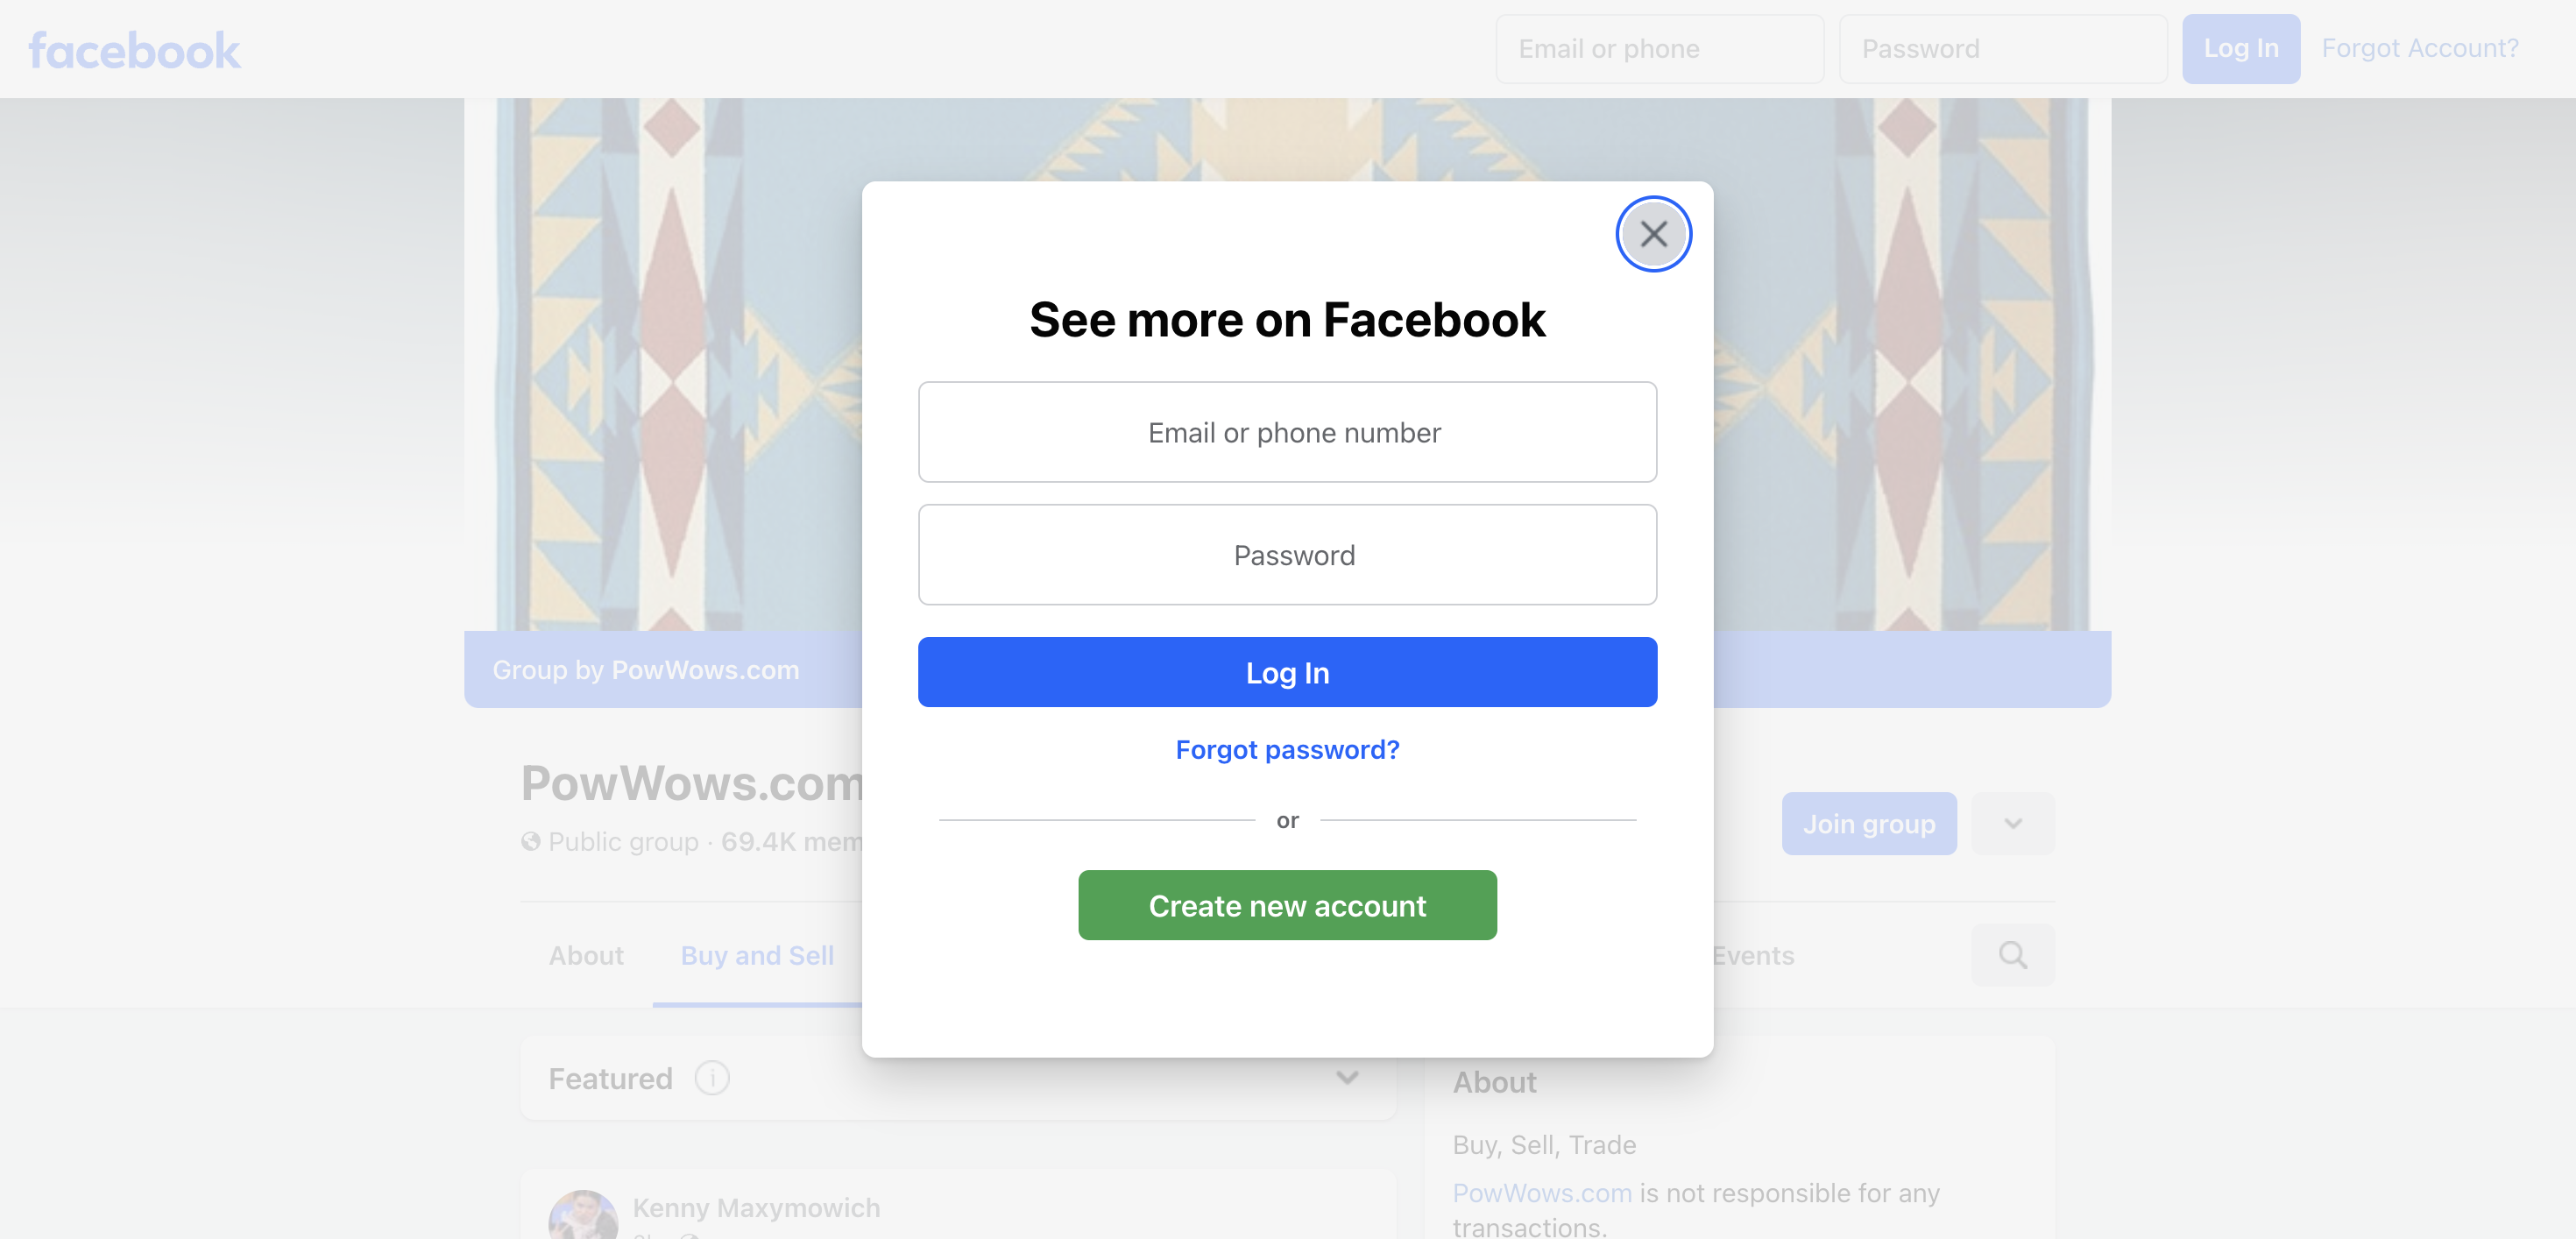 facebook
Email or phone
Password
Log In
Forgot Account?
See more on Facebook
Email or phone number
Password
Log In
Forgot password?
or
Create new account
Group by PowWows.com
PowWows.com
Public group · 69.4K
Join group
About
Buy and Sell
Events
Featured
About
Buy, Sell, Trade
PowWows.com is not responsible for any
transactions.
Kenny Maxymowich